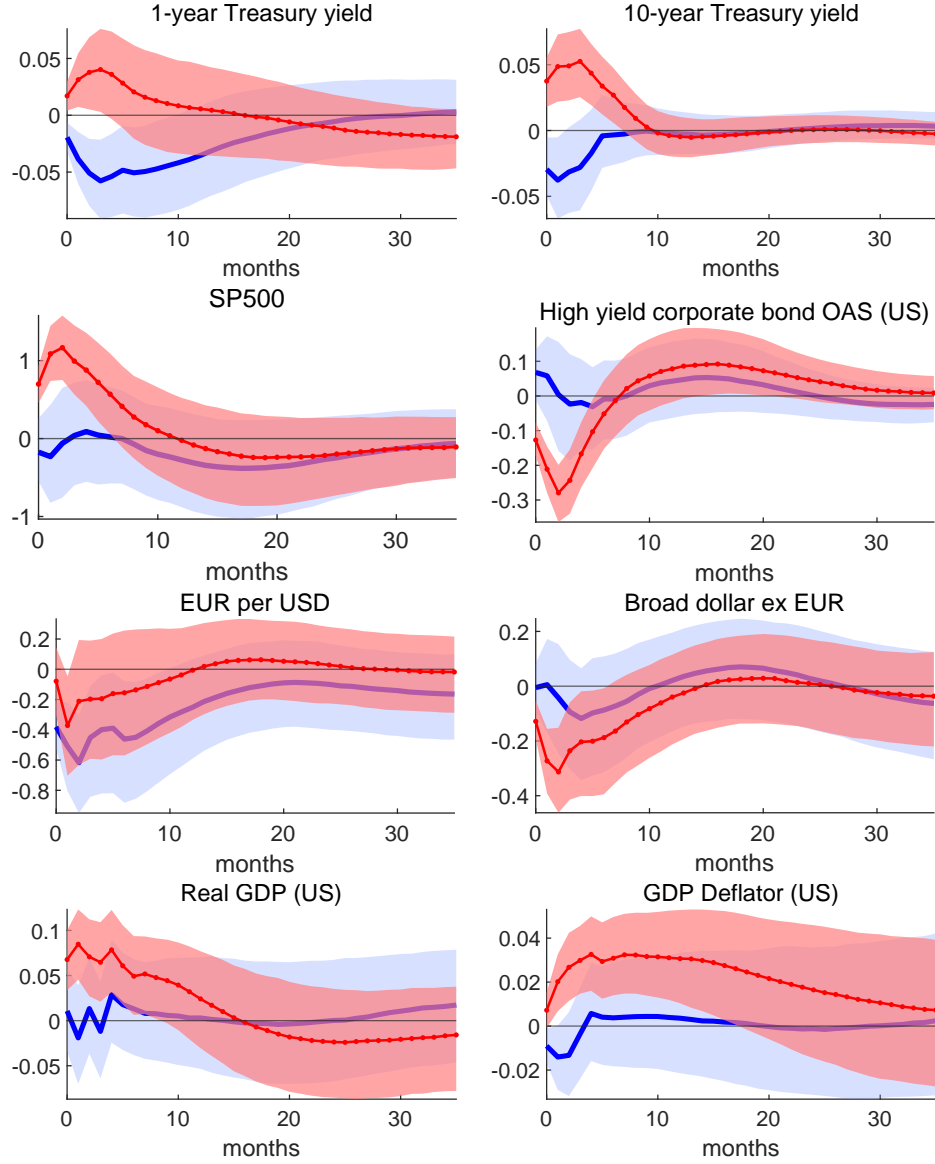 1-year Treasury yield
10-year Treasury yield
0.05
0
-0.05
0.05
0
-0.05
0 10 20 30
0 10 20 30
months
months
SP500
High yield corporate bond OAS (US)
1
0
-1
0.1
0
-0.1
-0.2
-0.3
0 10 20 30
0 10 20 30
months
months
EUR per USD
Broad dollar ex EUR
0.2
0
-0.2
-0.4
-0.6
-0.8
0.2
0
-0.2
-0.4
0 10 20 30
0 10 20 30
months
months
Real GDP (US)
GDP Deflator (US)
0.1
0.05
0
-0.05
0.04
0.02
0
-0.02
0 10 20 30
0 10 20 30
months
months